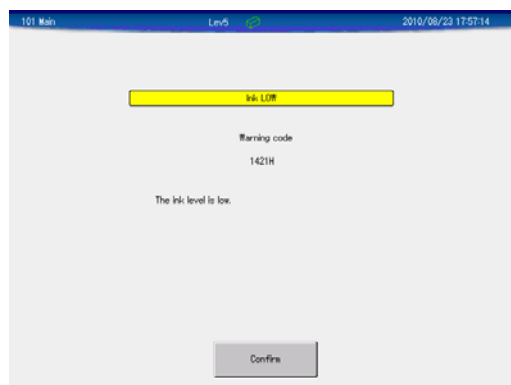 101 Main Lev5 2010/08/23 17:57:14
Ink LOW
Warning code
1421H
The ink level is low.
Confirm